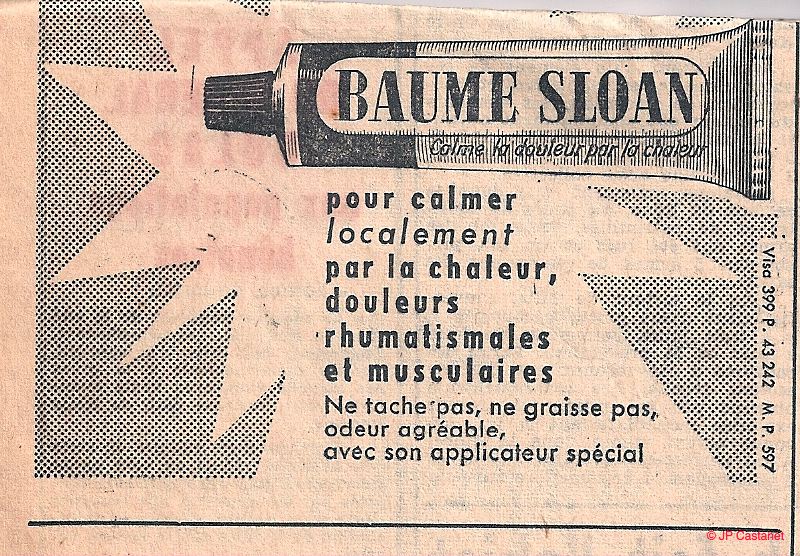 BAUME SLOAN
Calme la douleur par la chaleur
pour calmer
localement
par la chaleur,
douleurs
rhumatismales
et musculaires
Ne tache pas, ne graisse pas,
odeur agréable,
avec son applicateur spécial
Visa 399 P. 43 242 M. P. 597
© JP Castanet